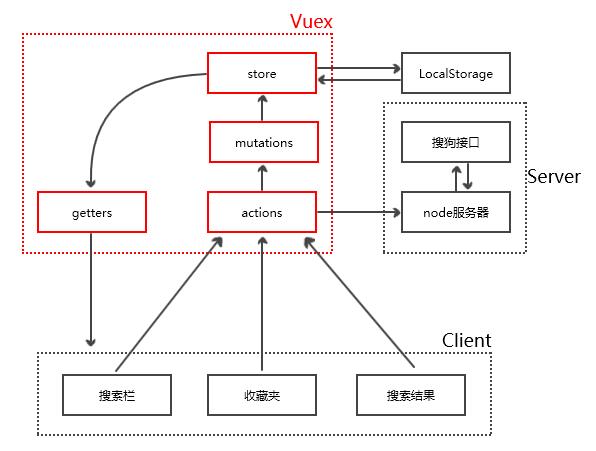 Vuex
store
LocalStorage
mutations
搜狗接口
Server
getters
actions
node服务器
Client
搜索栏
收藏夹
搜索结果